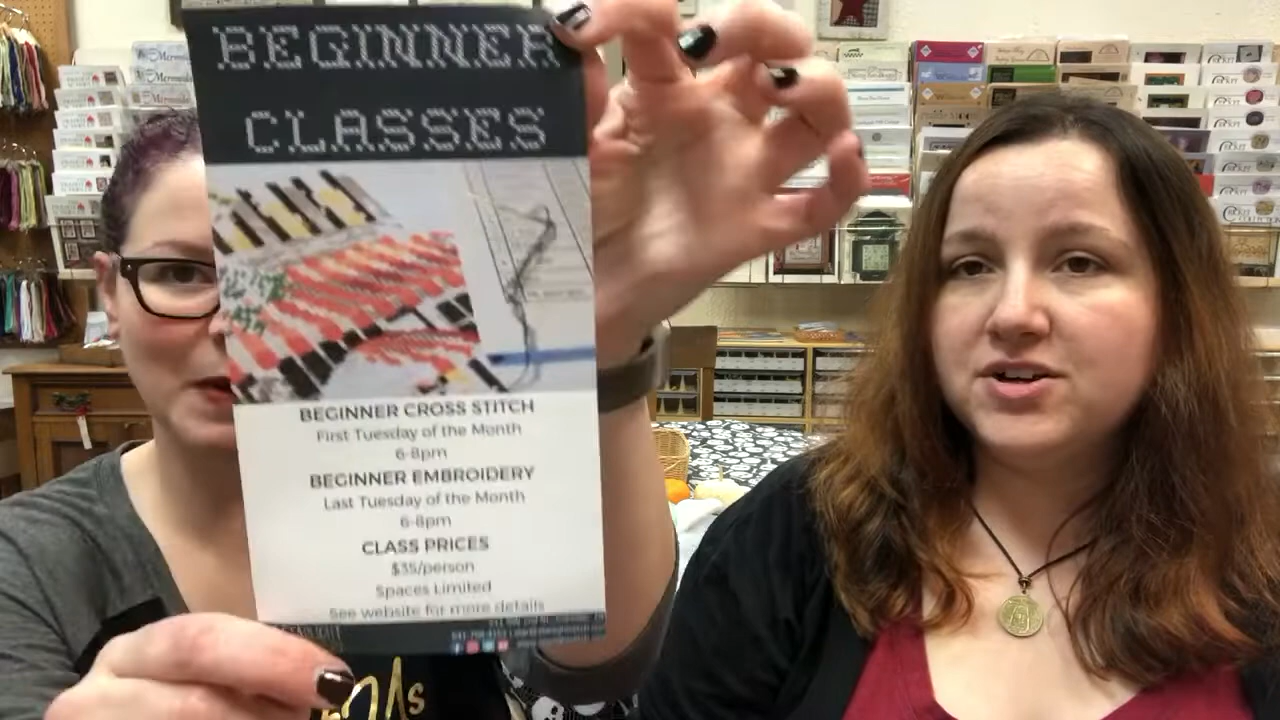 BEGINNER
CLASSES
BEGINNER CROSS STITCH
First Tuesday of the Month
6-8pm
BEGINNER EMBROIDERY
Last Tuesday of the Month
6-8pm
CLASS PRICES
$35/person
Spaces Limited
See website for more details